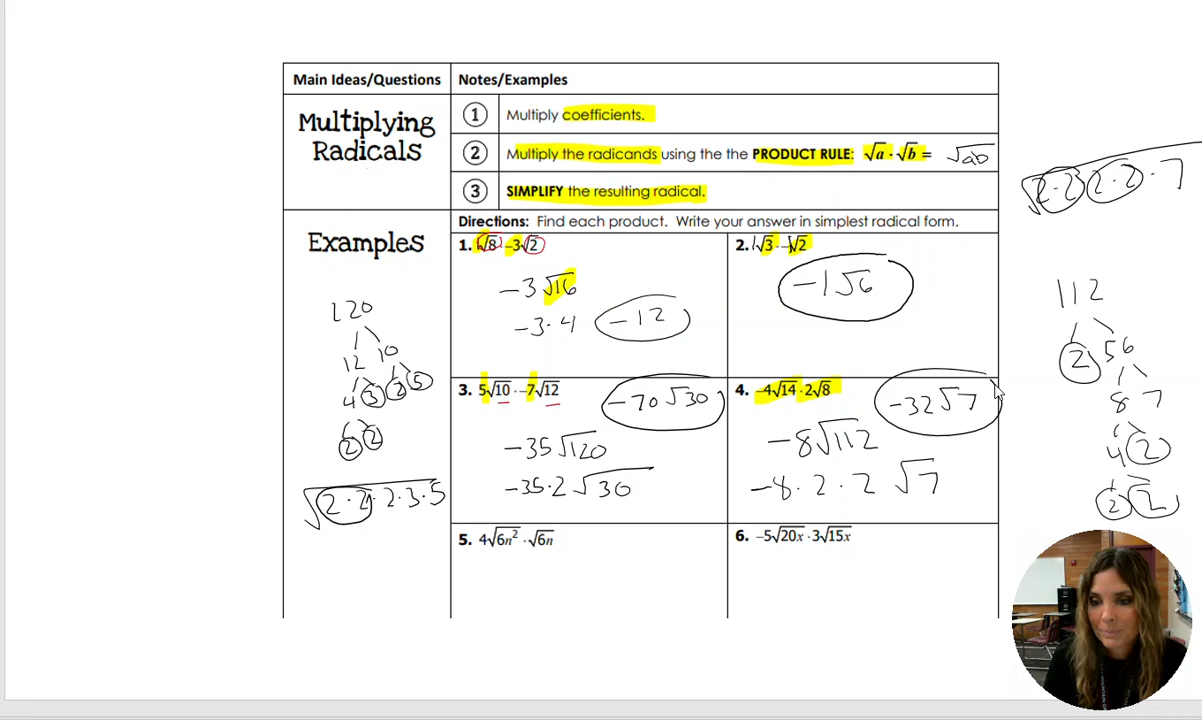 Main Ideas/Questions
Notes/Examples
Multiplying
Radicals
① Multiply coefficients.
② Multiply the radicands using the the PRODUCT RULE: √a · √b = √ab
③ SIMPLIFY the resulting radical.
Examples
Directions: Find each product. Write your answer in simplest radical form.
1. 1√8 · -3√2
-3√16
-3·4
-12
2. 1√3 · -1√2
-1√6
3. 5√10 · -7√12
-70√30
-35√120
-35·2√30
4. -4√14 · 2√8
-32√7
-8√112
-8·2·2√7
5. 4√6n² · √6n
6. -5√20x · 3√15x
120
12 10
4 3 2 5
2 2
√2·2·2·3·5
√2·2·2·2·7
112
2 56
8 7
4 2
2 2